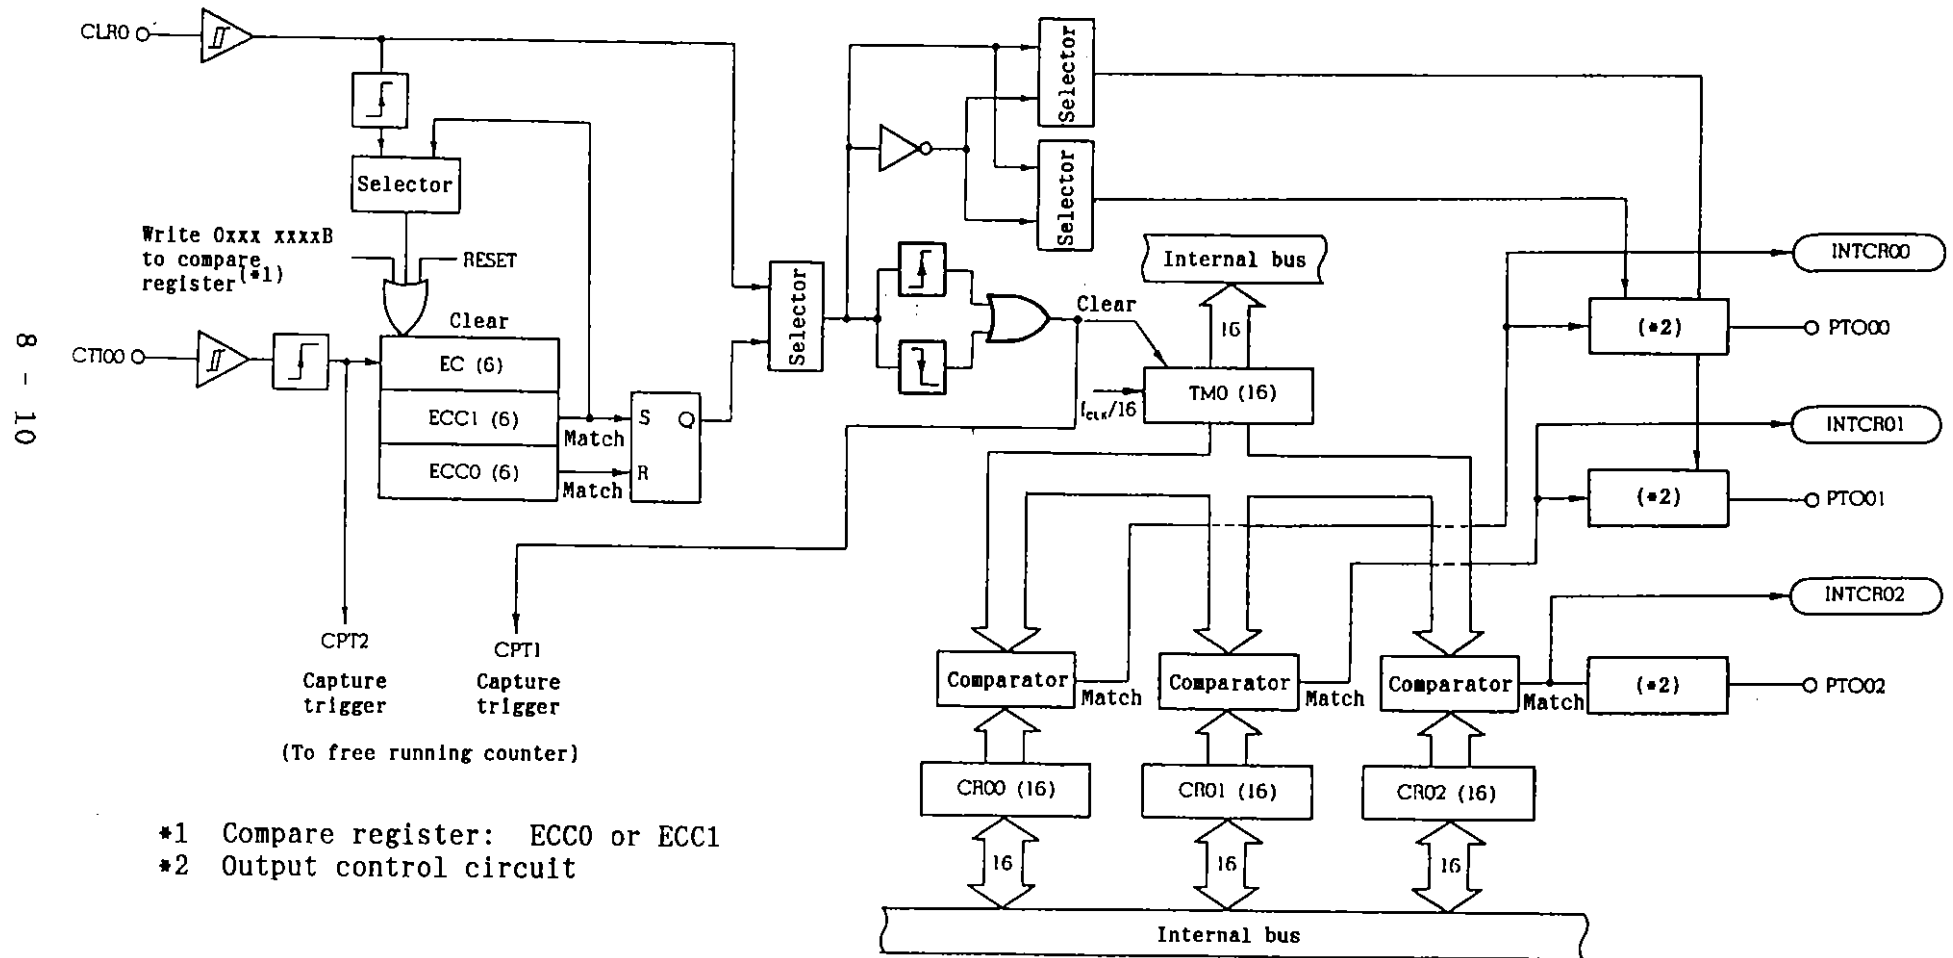 CLR0
Selector
Write 0xxx xxxxB
to compare
register(*1)
RESET
Clear
CTI00
EC (6)
ECC1 (6)
ECC0 (6)
Match
Match
S
Q
R
Selector
Selector
Selector
Internal bus
16
Clear
TM0 (16)
fCLK/16
INTCR00
(*2)
PTO00
INTCR01
(*2)
PTO01
INTCR02
(*2)
PTO02
CPT2
Capture
trigger
CPT1
Capture
trigger
(To free running counter)
Comparator
Match
Comparator
Match
Comparator
Match
CR00 (16)
CR01 (16)
CR02 (16)
16
16
16
Internal bus
*1 Compare register: ECC0 or ECC1
*2 Output control circuit
8 - 10